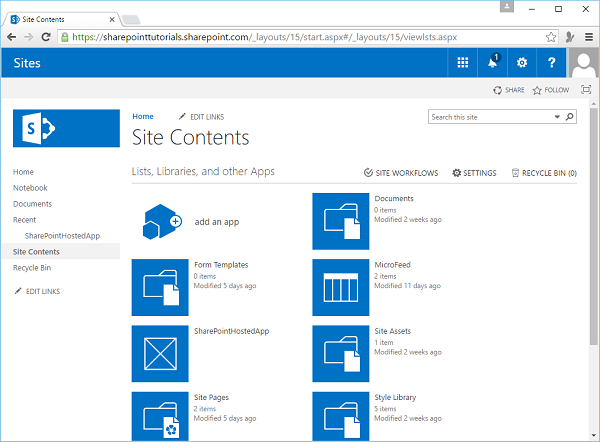 Site Contents
https://sharepointtutorials.sharepoint.com/_layouts/15/start.aspx#/_layouts/15/viewlsts.aspx
Sites
1
?
SHARE
FOLLOW
S
Home
EDIT LINKS
Search this site
Site Contents
Lists, Libraries, and other Apps
SITE WORKFLOWS
SETTINGS
RECYCLE BIN (0)
Home
Notebook
Documents
Recent
SharePointHostedApp
Site Contents
Recycle Bin
EDIT LINKS
add an app
Documents
0 items
Modified 2 weeks ago
Form Templates
0 items
Modified 5 days ago
MicroFeed
2 items
Modified 11 days ago
SharePointHostedApp
Site Assets
1 item
Modified 2 weeks ago
Site Pages
2 items
Modified 5 days ago
Style Library
5 items
Modified 2 weeks ago